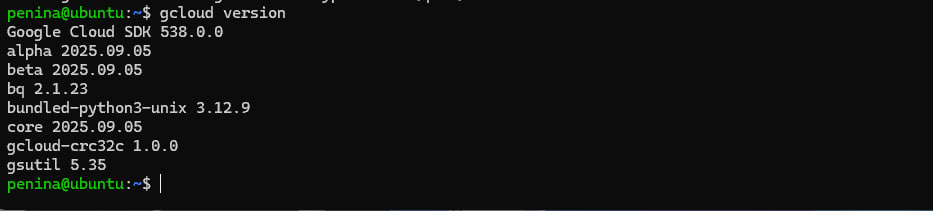 penina@ubuntu:~$ gcloud version
Google Cloud SDK 538.0.0
alpha 2025.09.05
beta 2025.09.05
bq 2.1.23
bundled-python3-unix 3.12.9
core 2025.09.05
gcloud-crc32c 1.0.0
gsutil 5.35
penina@ubuntu:~$